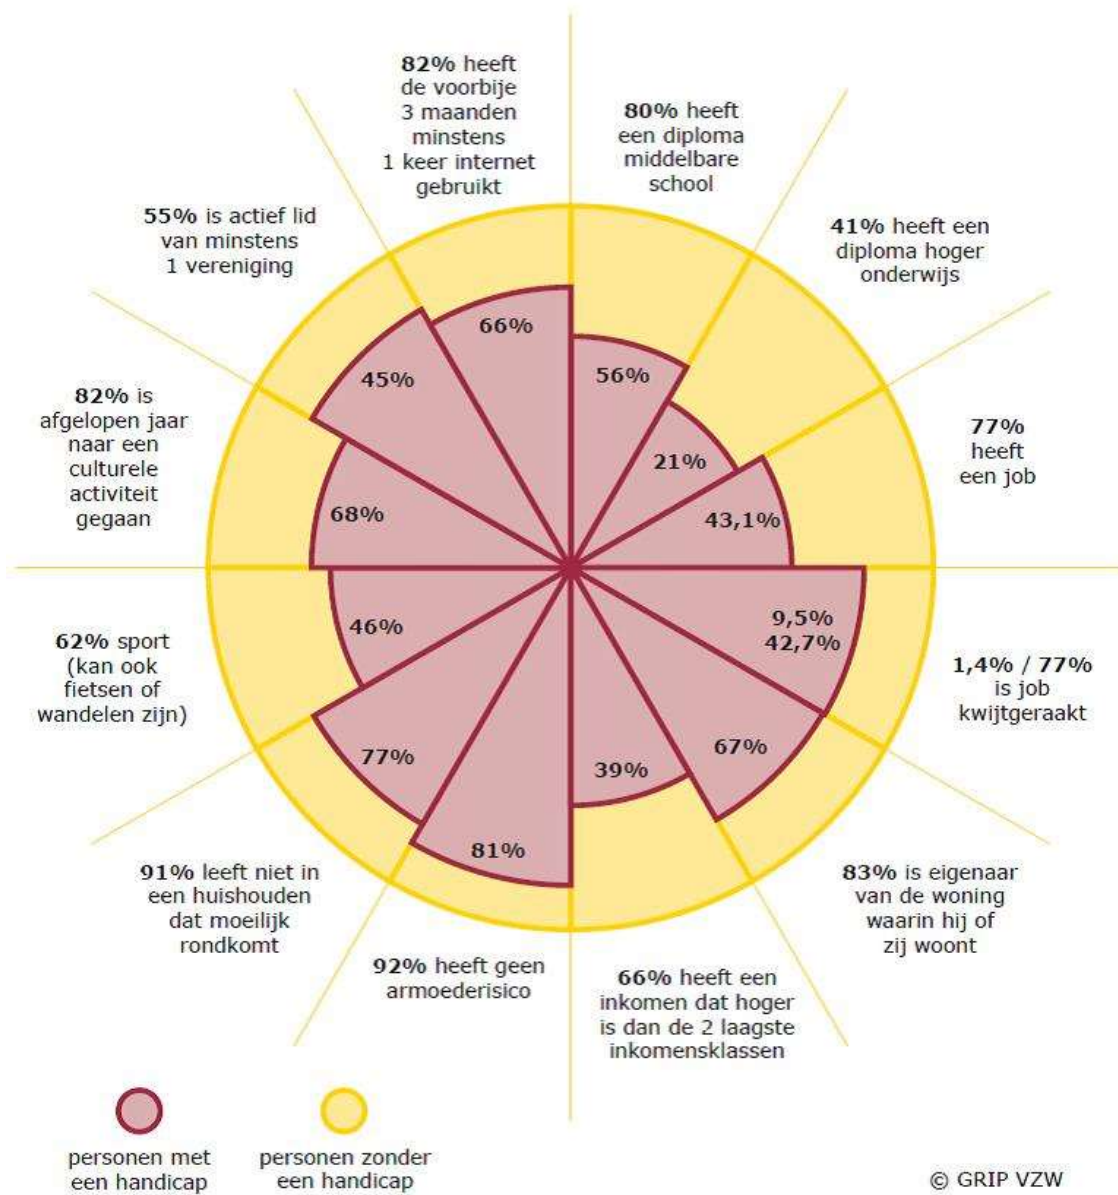 82% heeft
de voorbije
3 maanden
minstens
1 keer internet
gebruikt
80% heeft
een diploma
middelbare
school
55% is actief lid
van minstens
1 vereniging
41% heeft een
diploma hoger
onderwijs
66%
45%
56%
82% is
afgelopen jaar
naar een
culturele
activiteit
gegaan
77%
heeft
een job
21%
68%
43,1%
62% sport
(kan ook
fietsen of
wandelen zijn)
46%
9,5%
42,7%
1,4% / 77%
is job
kwijtgeraakt
77%
67%
39%
81%
91% leeft niet in
een huishouden
dat moeilijk
rondkomt
83% is eigenaar
van de woning
waarin hij of
zij woont
92% heeft geen
armoederisico
66% heeft een
inkomen dat hoger
is dan de 2 laagste
inkomensklassen
personen met
een handicap
personen zonder
een handicap
© GRIP VZW